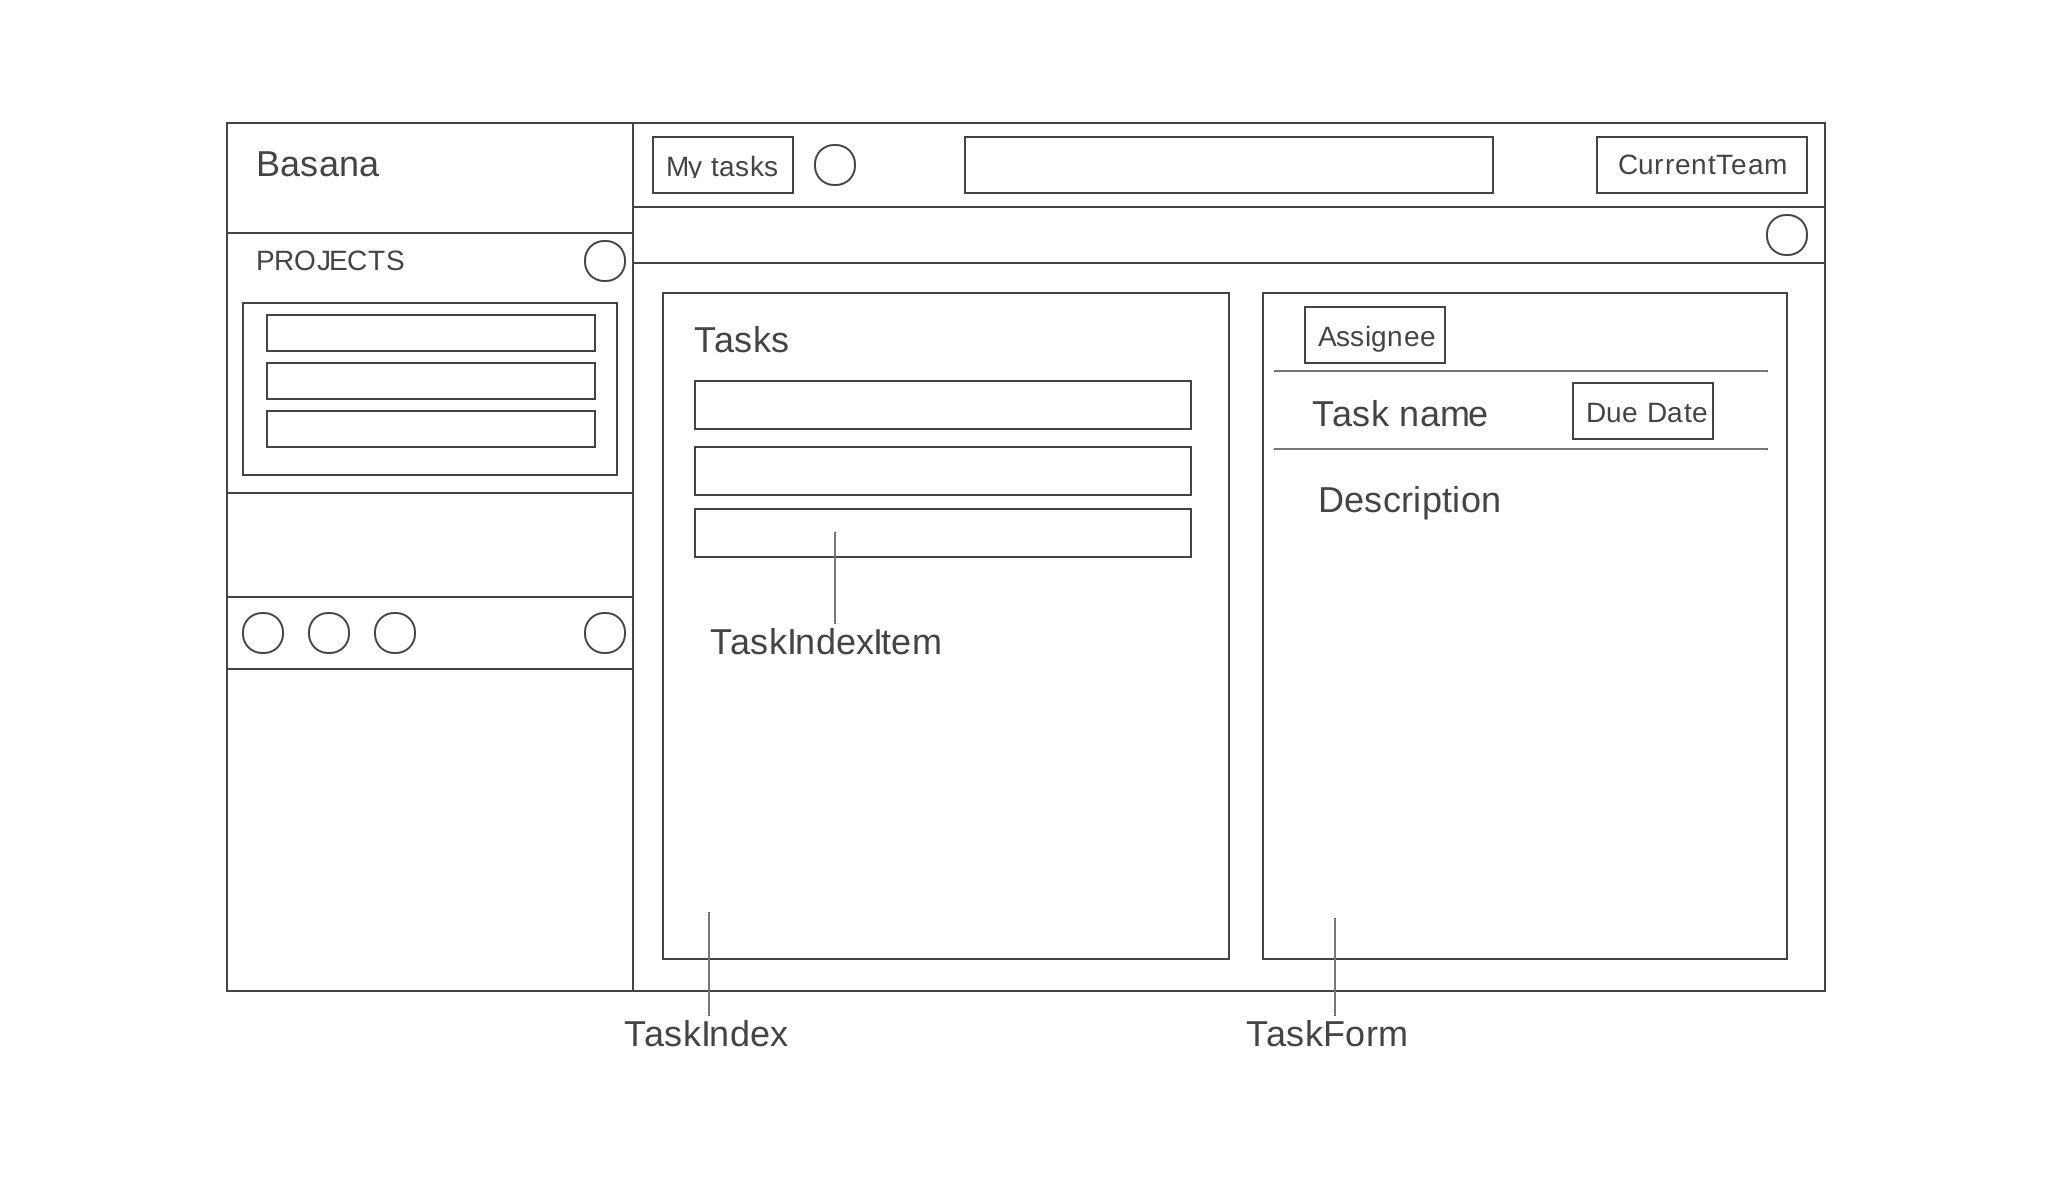 Basana
My tasks
CurrentTeam
PROJECTS
Tasks
TaskIndexItem
Assignee
Task name
Due Date
Description
TaskIndex
TaskForm